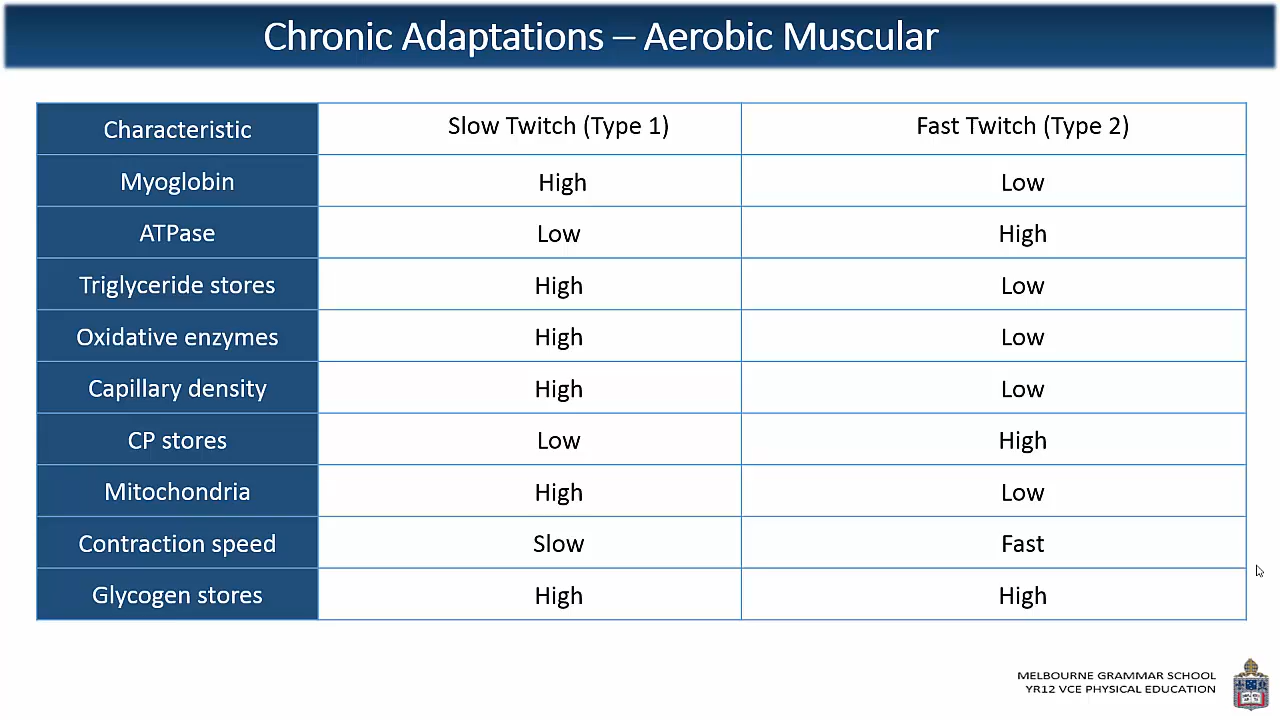 Chronic Adaptations – Aerobic Muscular
Characteristic Slow Twitch (Type 1) Fast Twitch (Type 2)
Myoglobin High Low
ATPase Low High
Triglyceride stores High Low
Oxidative enzymes High Low
Capillary density High Low
CP stores Low High
Mitochondria High Low
Contraction speed Slow Fast
Glycogen stores High High
MELBOURNE GRAMMAR SCHOOL
YR12 VCE PHYSICAL EDUCATION